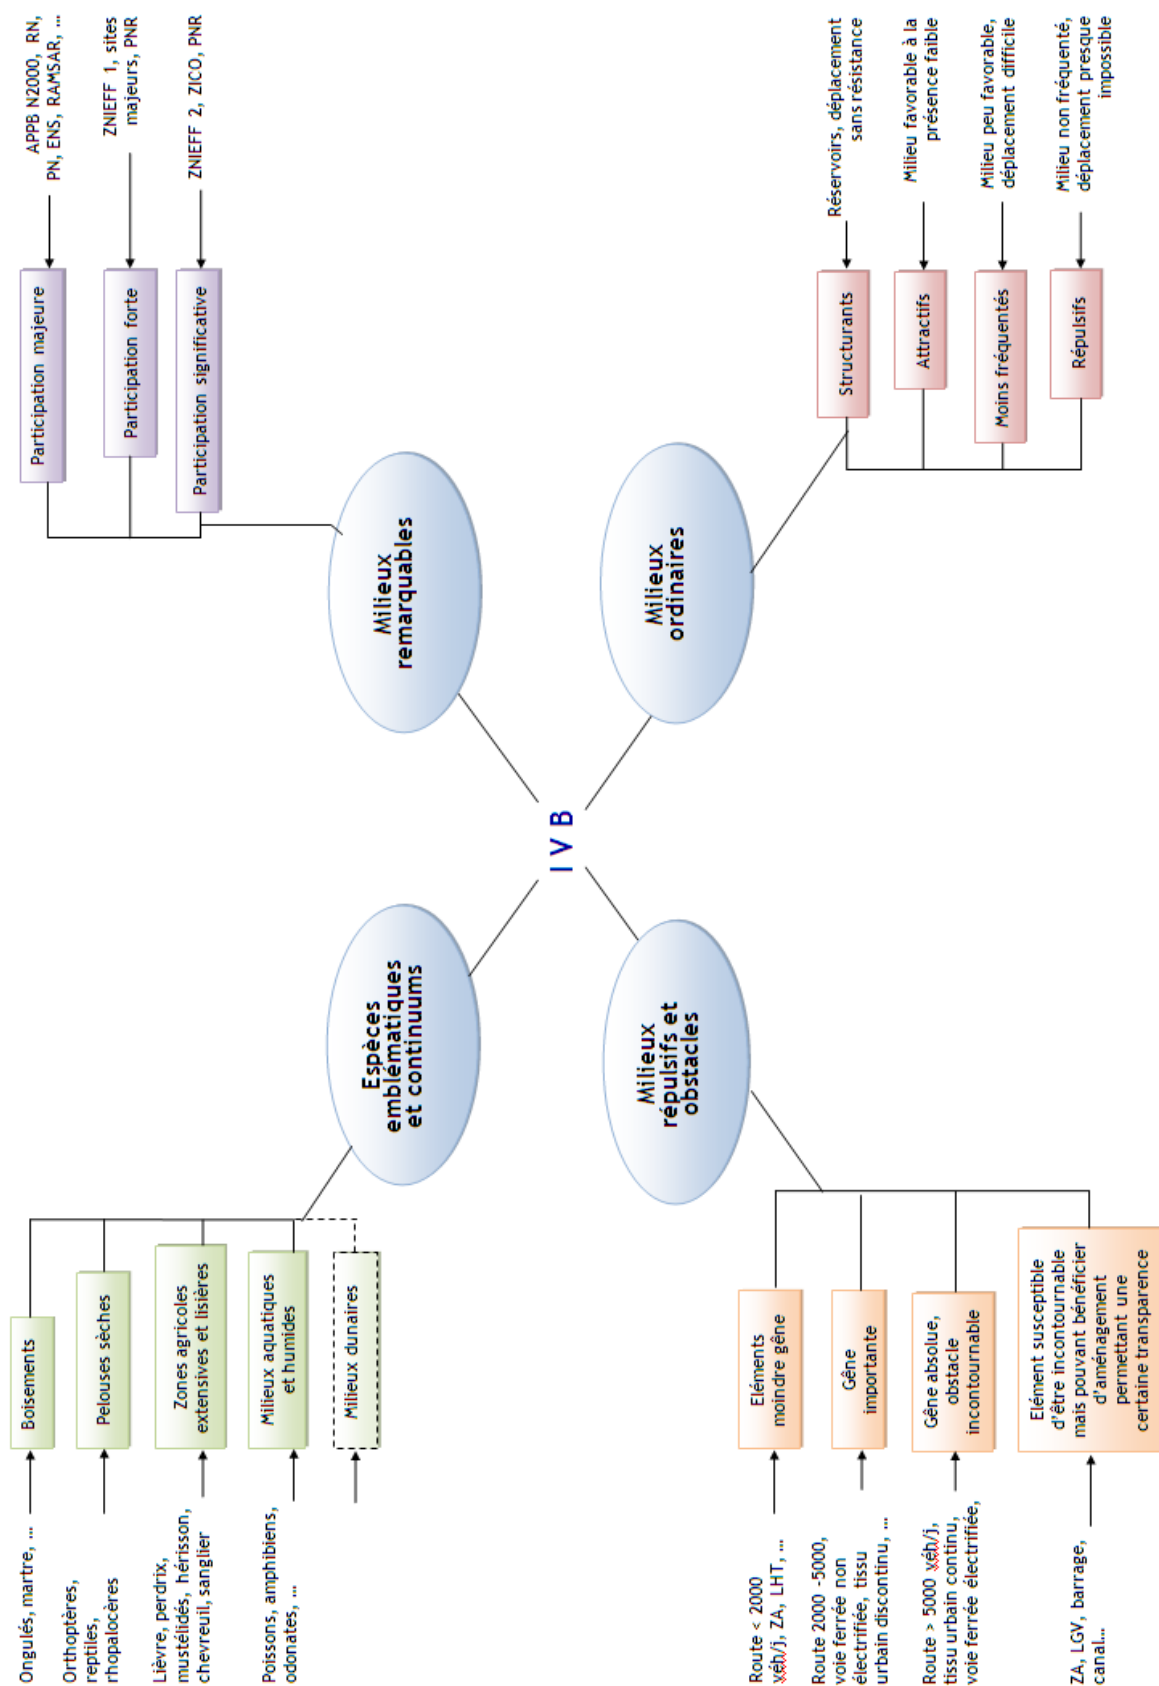 Ongulés, martre, ...
Boisements
Orthoptères,
reptiles,
rhopalocères
Pelouses sèches
Lièvre, perdrix,
mustélidés, hérisson,
chevreuil, sanglier
Zones agricoles
extensives et lisières
Poissons, amphibiens,
odonates, ...
Milieux aquatiques
et humides
Milieux dunaires
Espèces
emblématiques
et continuums
Milieux
remarquables
Participation majeure
APPB N2000, RN,
PN, ENS, RAMSAR, ...
Participation forte
ZNIEFF 1, sites
majeurs, PNR
Participation significative
ZNIEFF 2, ZICO, PNR
I V B
Route < 2000
véh/j, ZA, LHT, ...
Eléments
moindre gêne
Route 2000 -5000,
voie ferrée non
électrifiée, tissu
urbain discontinu, ...
Gêne
importante
Route > 5000 véh/j,
tissu urbain continu,
voie ferrée électrifiée,
Gêne absolue,
obstacle
incontournable
ZA, LGV, barrage,
canal...
Elément susceptible
d'être incontournable
mais pouvant bénéficier
d'aménagement
permettant une
certaine transparence
Milieux
répulsifs et
obstacles
Milieux
ordinaires
Structurants
Réservoirs, déplacement
sans résistance
Attractifs
Milieu favorable à la
présence faible
Moins fréquentés
Milieu peu favorable,
déplacement difficile
Répulsifs
Milieu non fréquenté,
déplacement presque
impossible